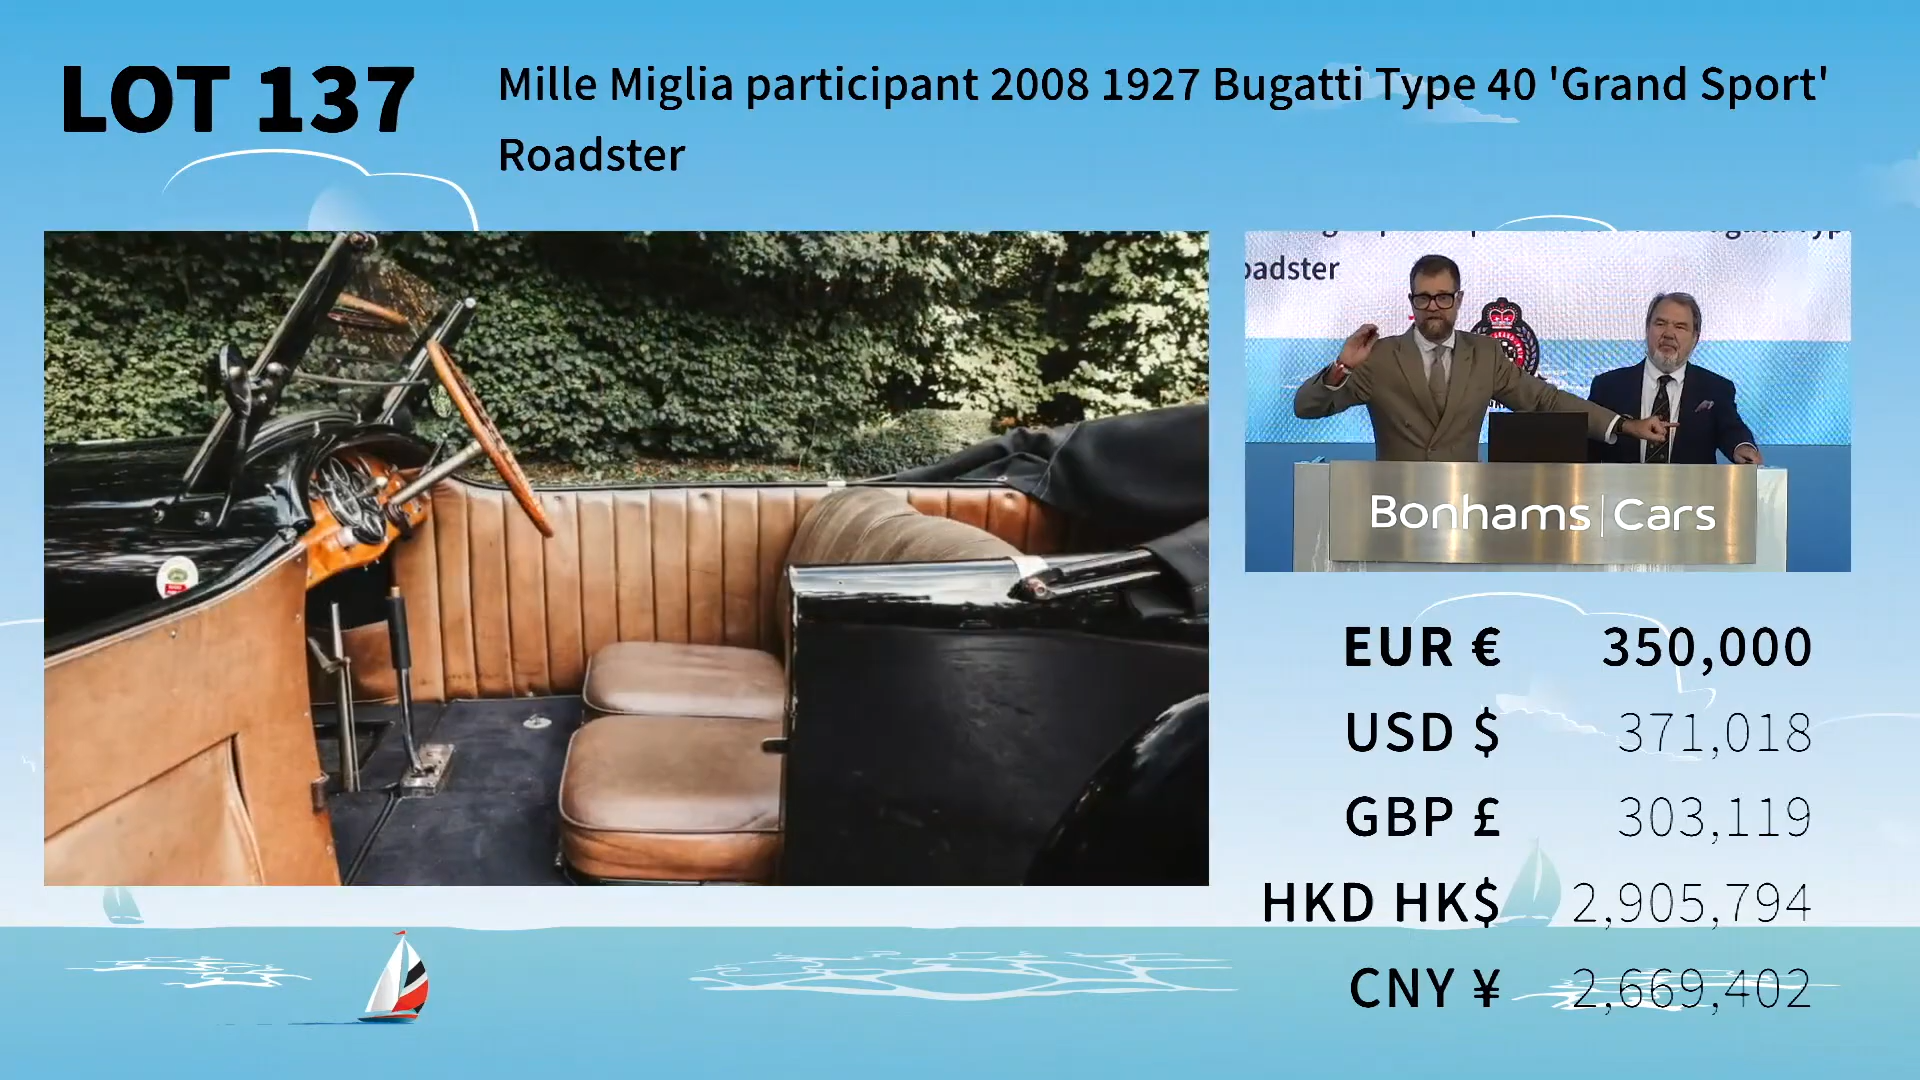 LOT 137
Mille Miglia participant 2008 1927 Bugatti Type 40 'Grand Sport'
Roadster
Bonhams | Cars
EUR € 350,000
USD $ 371,018
GBP £ 303,119
HKD HK$ 2,905,794
CNY ¥ 2,669,402